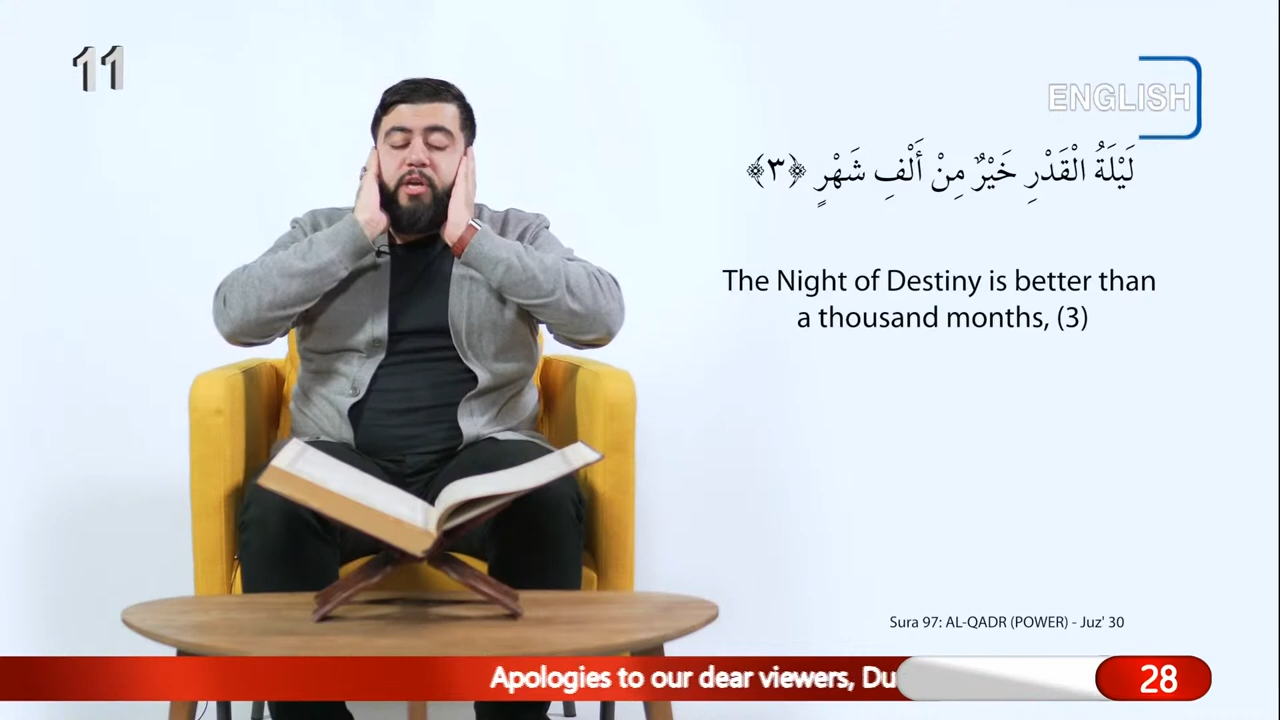 11
ENGLISH
لَيْلَةُ الْقَدْرِ خَيْرٌ مِنْ أَلْفِ شَهْرٍ ﴿٣﴾
The Night of Destiny is better than
a thousand months, (3)
Sura 97: AL-QADR (POWER) - Juz' 30
Apologies to our dear viewers, Du
28